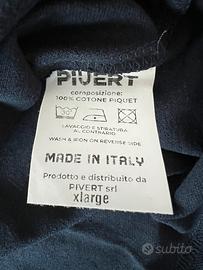 PIVERT
composizione:
100% COTONE PIQUET
LAVAGGIO E STIRATURA
AL CONTRARIO
WASH & IRON ON REVERSE SIDE
MADE IN ITALY
Prodotto e distribuito da
PIVERT srl
xlarge
subito